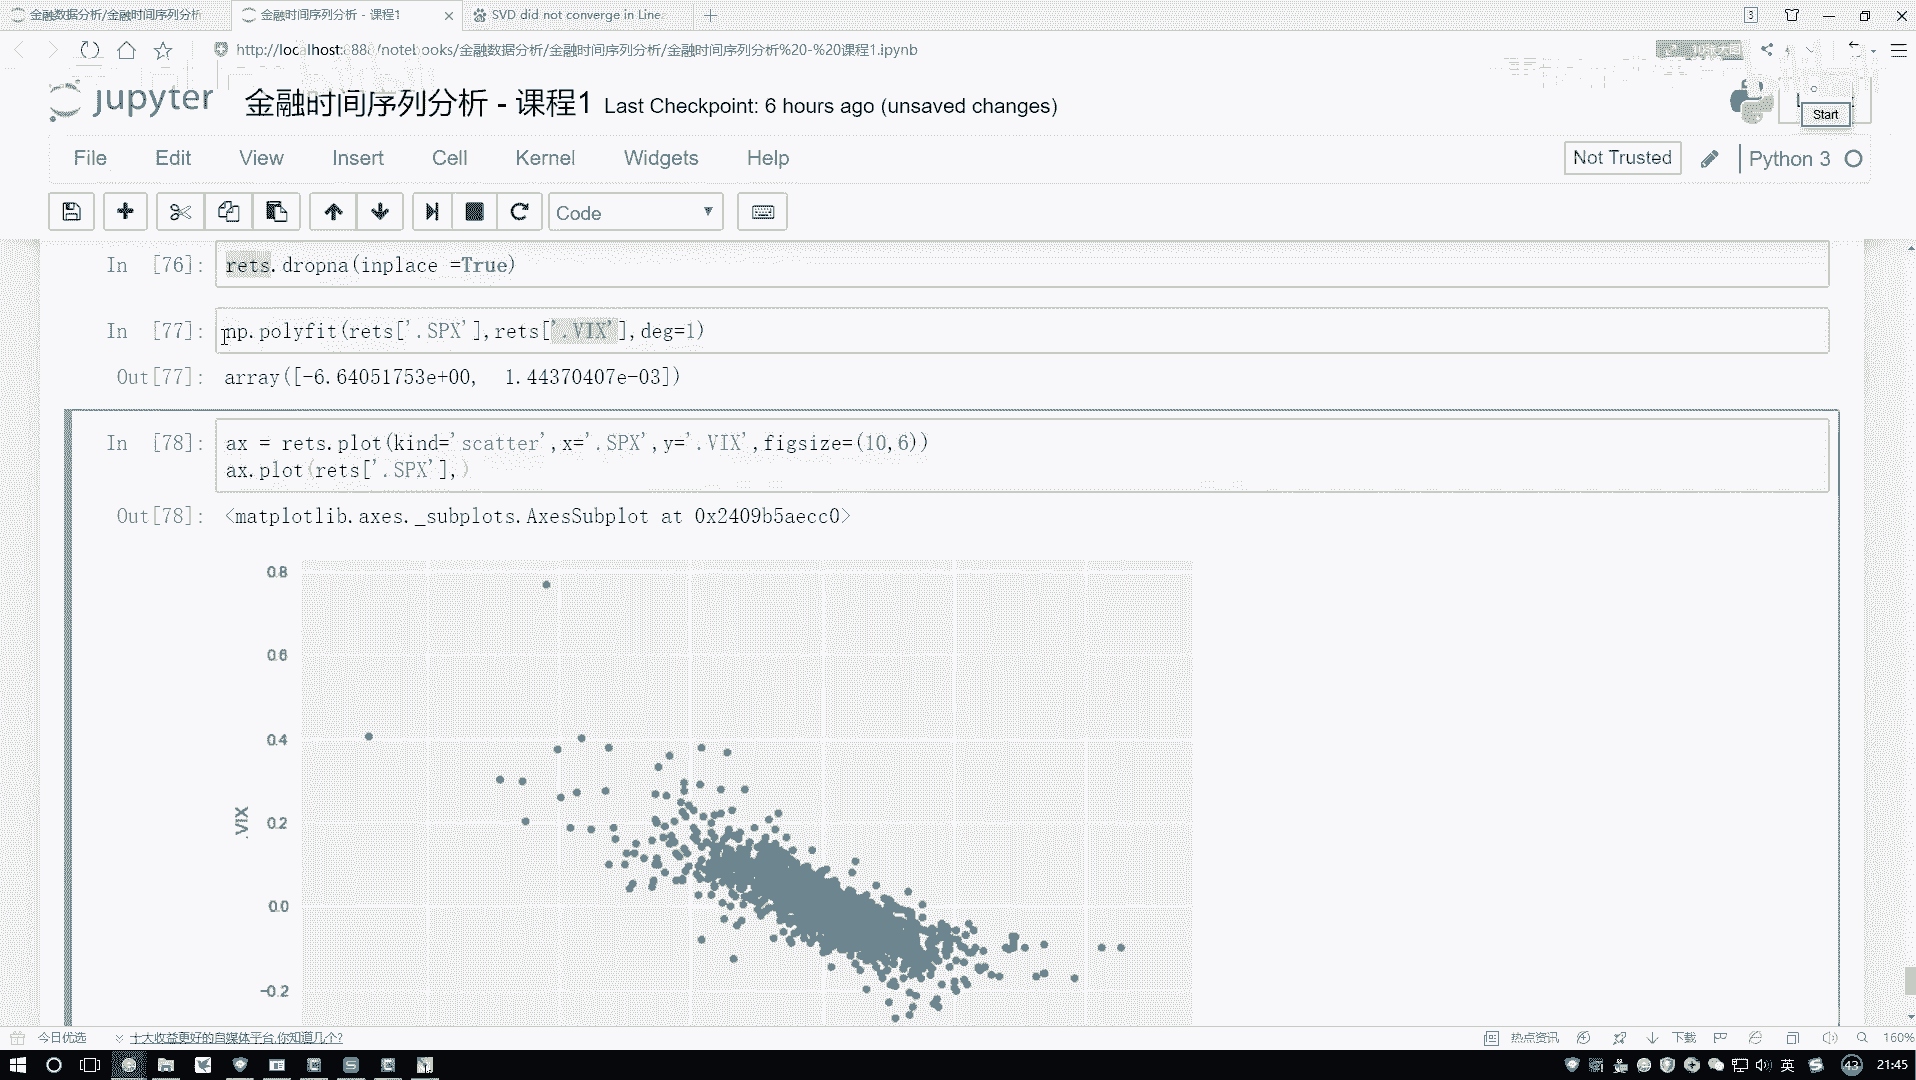 金融数据分析/金融时间序列分析
金融时间序列分析 - 课程1
SVD did not converge in Line
3
http://localhost:888/notebooks/金融数据分析/金融时间序列分析/金融时间序列分析%20-%20课程1.ipynb
jupyter 金融时间序列分析 - 课程1 Last Checkpoint: 6 hours ago (unsaved changes)
Start
File Edit View Insert Cell Kernel Widgets Help
Not Trusted
Python 3
Code
In [76]: rets.dropna(inplace =True)
In [77]: np.polyfit(rets['.SPX'],rets['.VIX'],deg=1)
Out[77]: array([-6.64051753e+00, 1.44370407e-03])
In [78]: ax = rets.plot(kind='scatter',x='.SPX',y='.VIX',figsize=(10,6))
ax.plot(rets['.SPX'],)
Out[78]: <matplotlib.axes._subplots.AxesSubplot at 0x2409b5aecc0>
0.8
0.6
0.4
0.2
0.0
-0.2
.VIX
今日优选
十大收益更好的自媒体平台,你知道几个?
热点资讯
下载
160%
英
43
21:45